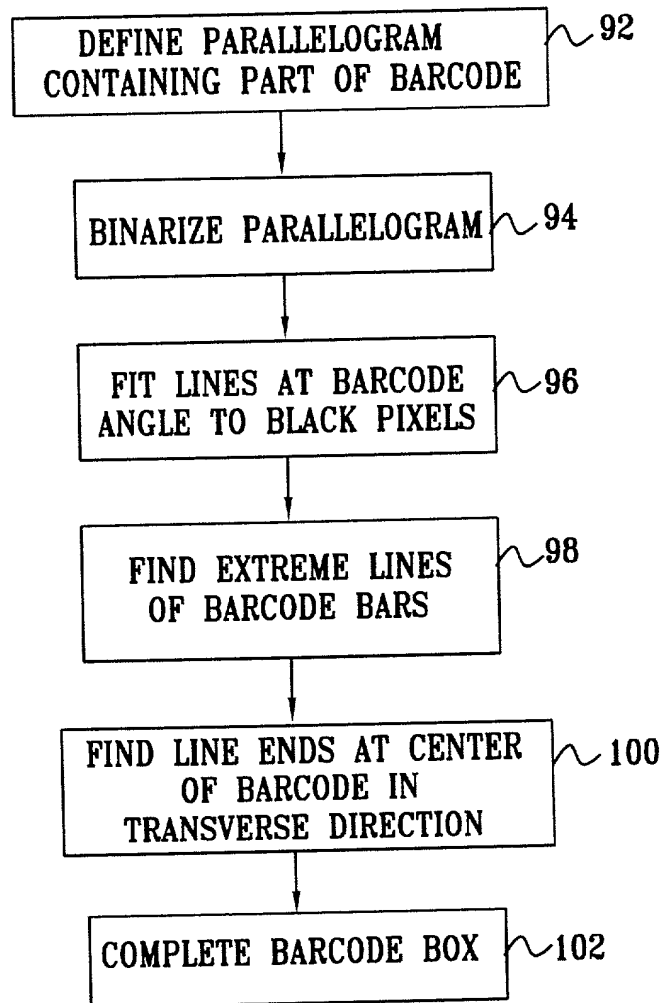 DEFINE PARALLELOGRAM
CONTAINING PART OF BARCODE
92
BINARIZE PARALLELOGRAM
94
FIT LINES AT BARCODE
ANGLE TO BLACK PIXELS
96
FIND EXTREME LINES
OF BARCODE BARS
98
FIND LINE ENDS AT CENTER
OF BARCODE IN
TRANSVERSE DIRECTION
100
COMPLETE BARCODE BOX
102